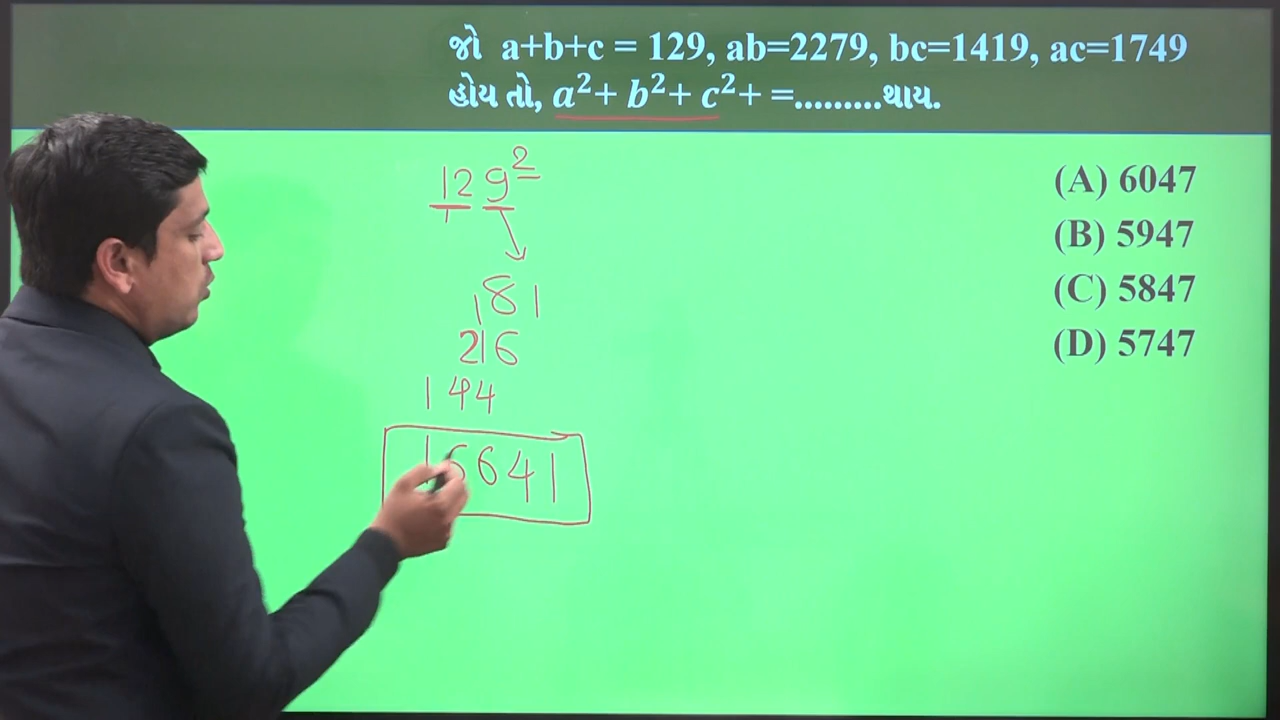 જો a+b+c = 129, ab=2279, bc=1419, ac=1749
હોય તો, a²+ b²+ c²+ =.........થાય.
(A) 6047
(B) 5947
(C) 5847
(D) 5747
129²
181
216
144
16641